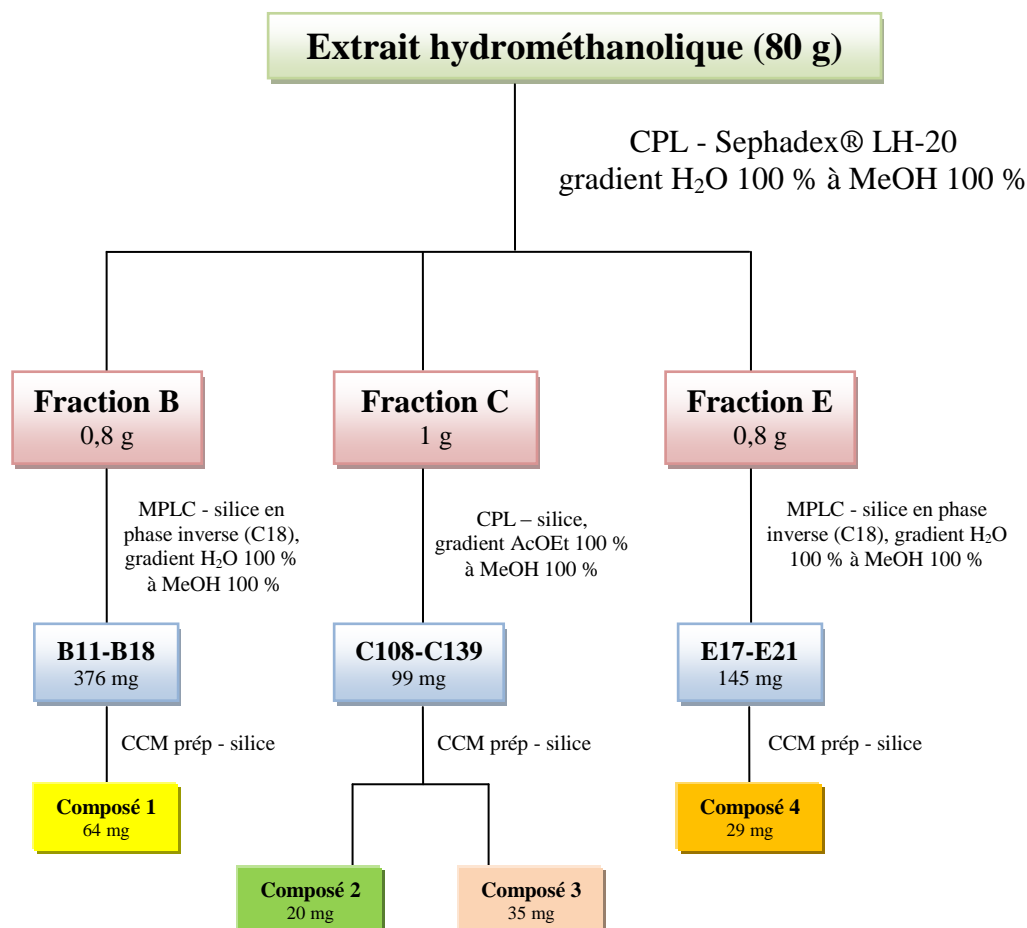 Extrait hydrométhanolique (80 g)
CPL - Sephadex® LH-20
gradient H₂O 100 % à MeOH 100 %
Fraction B
0,8 g
Fraction C
1 g
Fraction E
0,8 g
MPLC - silice en
phase inverse (C18),
gradient H₂O 100 %
à MeOH 100 %
CPL – silice,
gradient AcOEt 100 %
à MeOH 100 %
MPLC - silice en phase
inverse (C18), gradient H₂O
100 % à MeOH 100 %
B11-B18
376 mg
C108-C139
99 mg
E17-E21
145 mg
CCM prép - silice
CCM prép - silice
CCM prép - silice
Composé 1
64 mg
Composé 4
29 mg
Composé 2
20 mg
Composé 3
35 mg